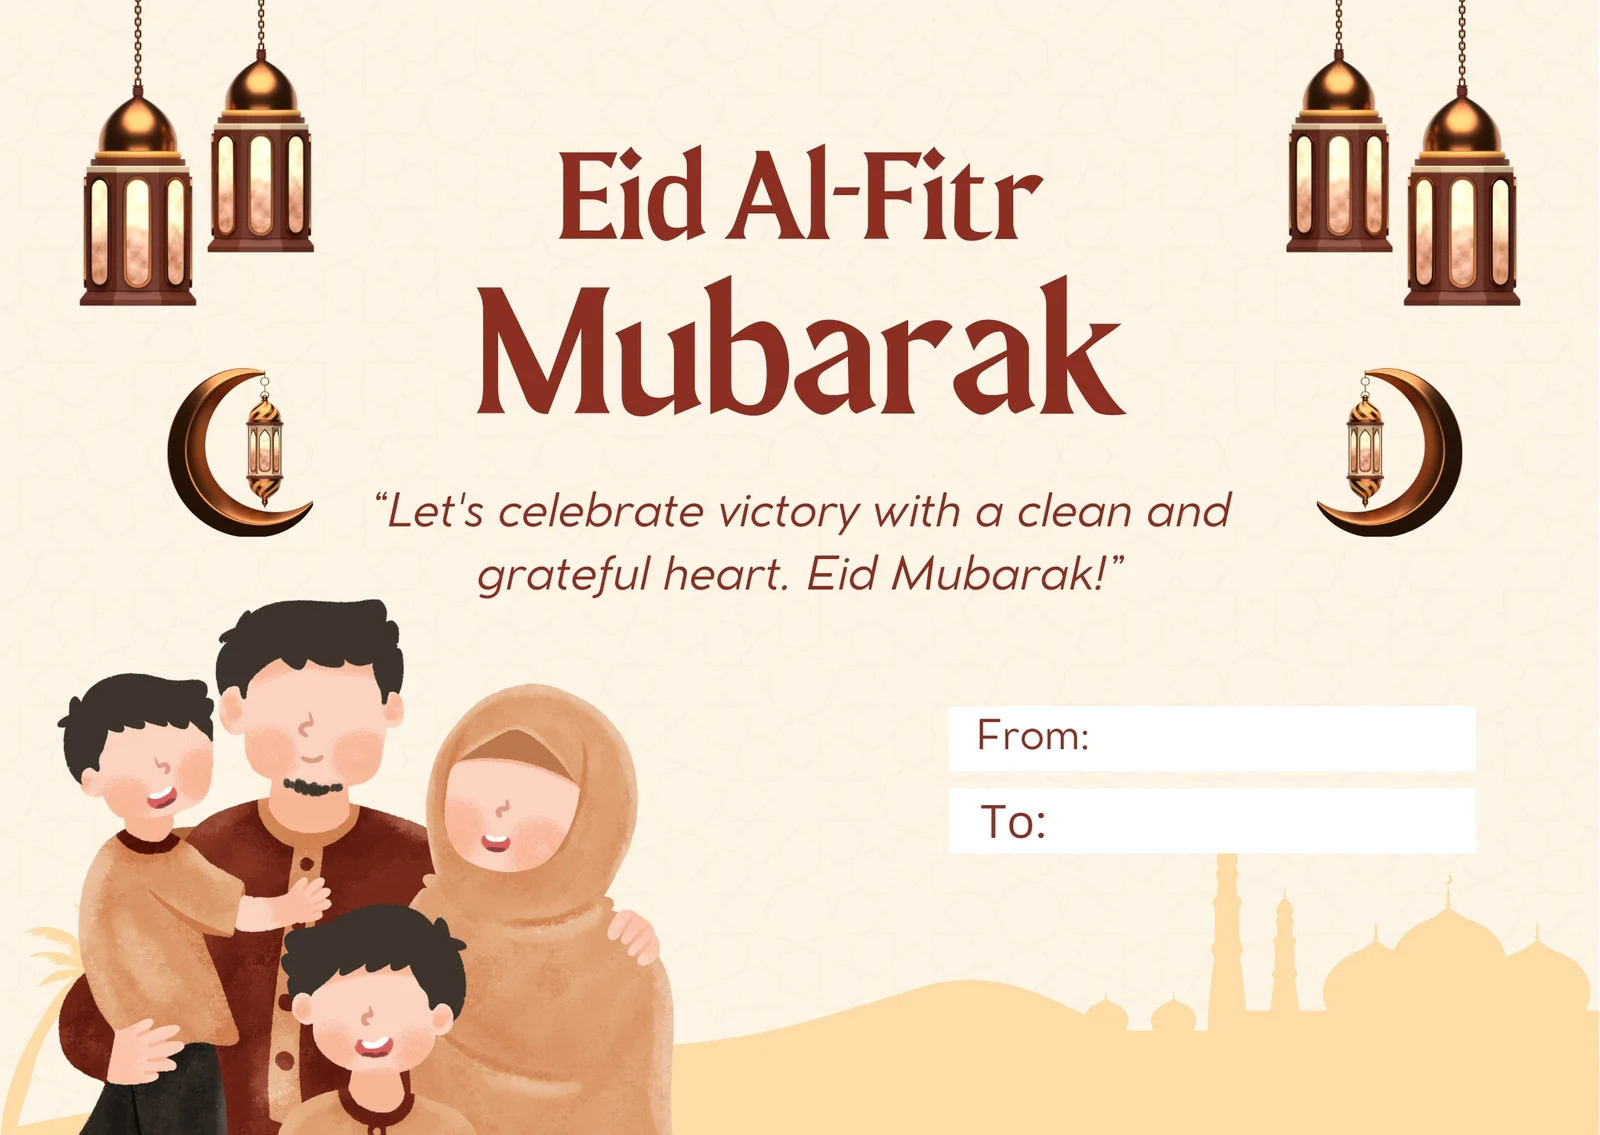 Eid Al-Fitr
Mubarak
“Let's celebrate victory with a clean and
grateful heart. Eid Mubarak!”
From:
To: